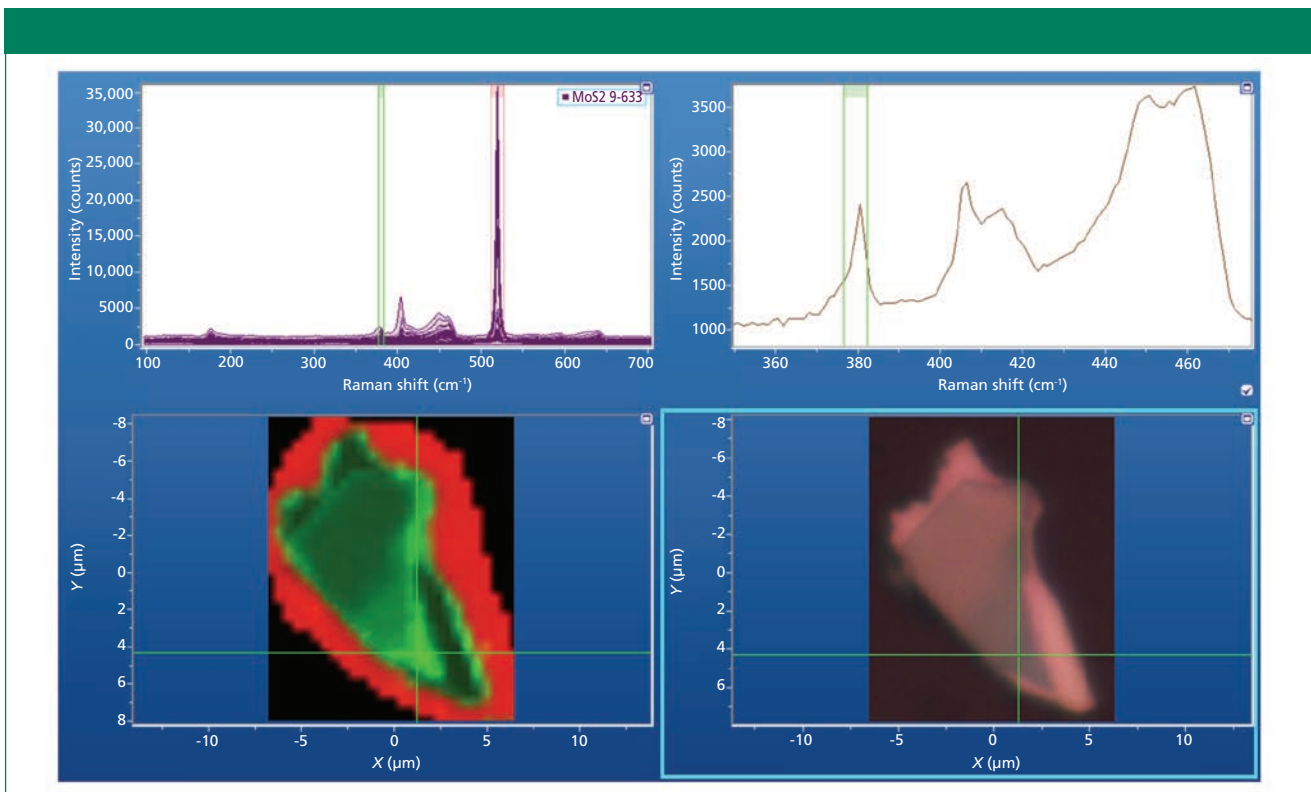 35,000
30,000
25,000
20,000
15,000
10,000
5000
0
Intensity (counts)
MoS2 9-633
100 200 300 400 500 600 700
Raman shift (cm⁻¹)
3500
3000
2500
2000
1500
1000
Intensity (counts)
360 380 400 420 440 460
Raman shift (cm⁻¹)
-8
-6
-4
-2
0
2
4
6
8
Y (µm)
-10 -5 0 5 10
X (µm)
-8
-6
-4
-2
0
2
4
6
Y (µm)
-10 -5 0 5 10
X (µm)